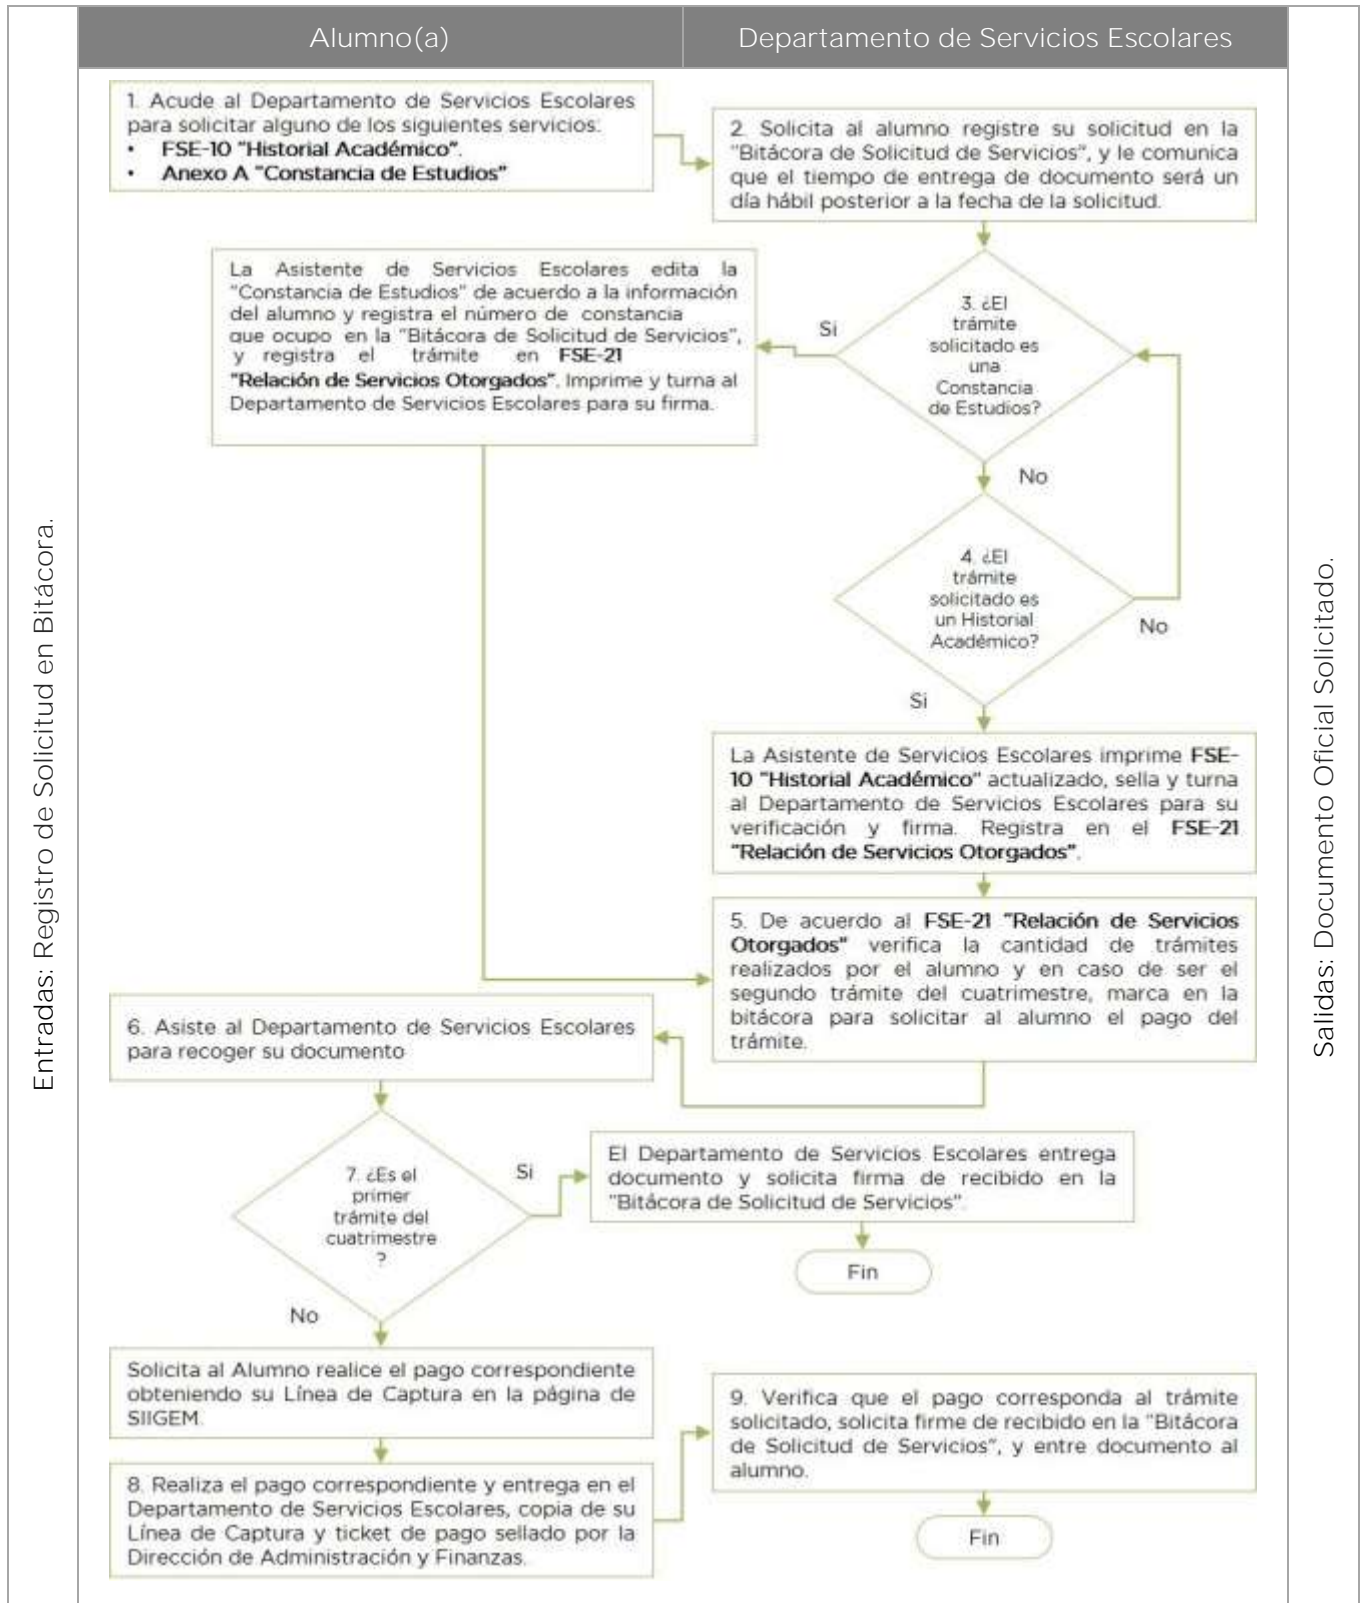 Alumno(a)
Departamento de Servicios Escolares
Entradas: Registro de Solicitud en Bitácora.
1. Acude al Departamento de Servicios Escolares
para solicitar alguno de los siguientes servicios:
• FSE-10 "Historial Académico".
• Anexo A "Constancia de Estudios"
2. Solicita al alumno registre su solicitud en la
"Bitácora de Solicitud de Servicios", y le comunica
que el tiempo de entrega de documento será un
día hábil posterior a la fecha de la solicitud.
La Asistente de Servicios Escolares edita la
"Constancia de Estudios" de acuerdo a la información
del alumno y registra el número de constancia
que ocupo en la "Bitácora de Solicitud de Servicios",
y registra el trámite en FSE-21
"Relación de Servicios Otorgados". Imprime y turna al
Departamento de Servicios Escolares para su firma.
Si
3. ¿El
trámite
solicitado es
una
Constancia
de Estudios?
No
4. ¿El
trámite
solicitado es
un Historial
Académico?
No
Si
La Asistente de Servicios Escolares imprime FSE-
10 "Historial Académico" actualizado, sella y turna
al Departamento de Servicios Escolares para su
verificación y firma. Registra en el FSE-21
"Relación de Servicios Otorgados".
5. De acuerdo al FSE-21 "Relación de Servicios
Otorgados" verifica la cantidad de trámites
realizados por el alumno y en caso de ser el
segundo trámite del cuatrimestre, marca en la
bitácora para solicitar al alumno el pago del
trámite.
6. Asiste al Departamento de Servicios Escolares
para recoger su documento
7. ¿Es el
primer
trámite del
cuatrimestre
?
Si
El Departamento de Servicios Escolares entrega
documento y solicita firma de recibido en la
"Bitácora de Solicitud de Servicios".
Fin
No
Solicita al Alumno realice el pago correspondiente
obteniendo su Línea de Captura en la página de
SIIGEM.
8. Realiza el pago correspondiente y entrega en el
Departamento de Servicios Escolares, copia de su
Línea de Captura y ticket de pago sellado por la
Dirección de Administración y Finanzas.
9. Verifica que el pago corresponda al trámite
solicitado, solicita firme de recibido en la "Bitácora
de Solicitud de Servicios", y entre documento al
alumno.
Fin
Salidas: Documento Oficial Solicitado.